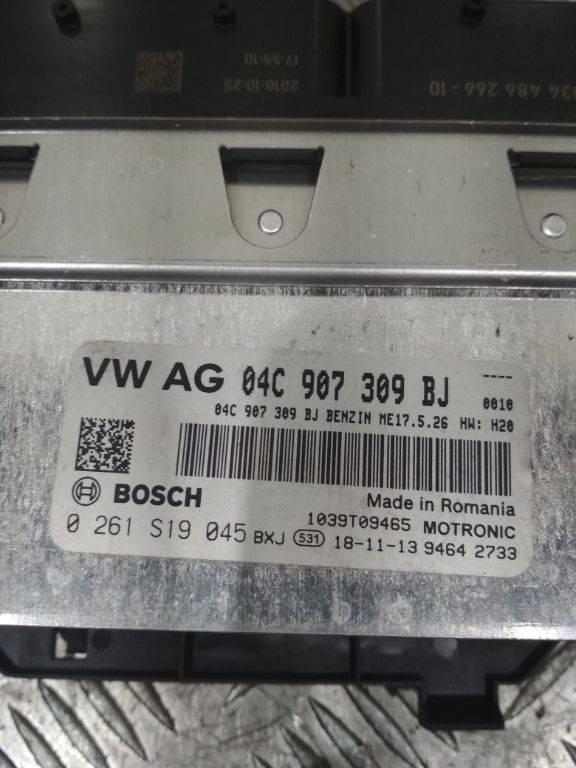 17:55:10
2018-10-25
034 486 266-10
VW AG 04C 907 309 BJ ----
0010
04C 907 309 BJ BENZIN ME17.5.26 HW: H20
BOSCH
Made in Romania
1039T09465 MOTRONIC
0 261 S19 045 BXJ 531 18-11-13 9464 2733